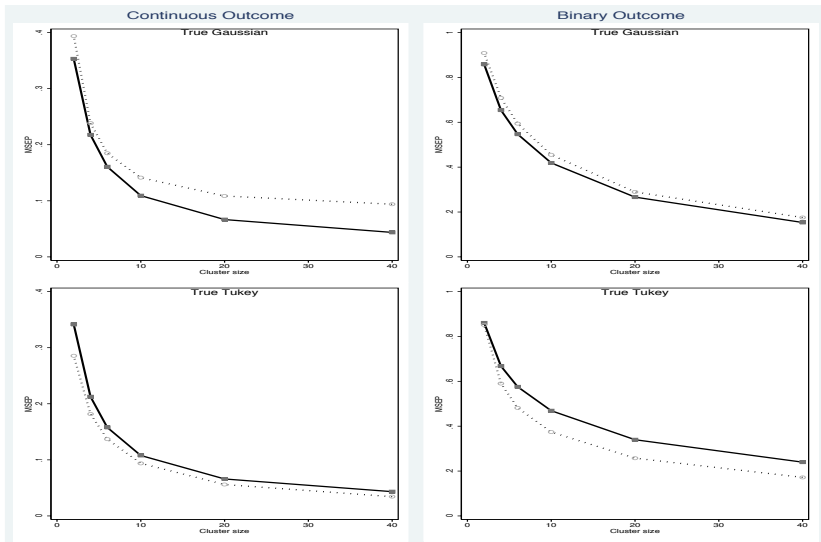 Continuous Outcome
Binary Outcome
True Gaussian
.4
.3
.2
.1
0
MSEP
0 10 20 30 40
Cluster size
True Gaussian
1
.8
.6
.4
.2
0
MSEP
0 10 20 30 40
Cluster size
True Tukey
.4
.3
.2
.1
0
MSEP
0 10 20 30 40
Cluster size
True Tukey
1
.8
.6
.4
.2
0
MSEP
0 10 20 30 40
Cluster size